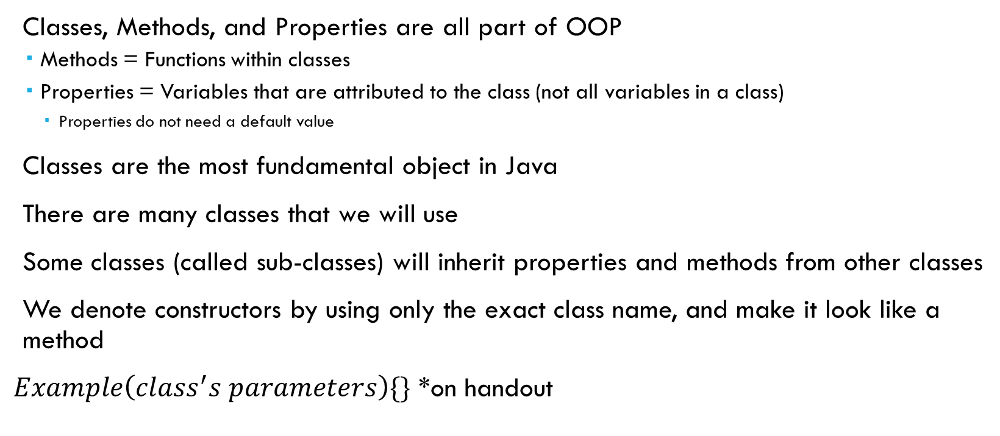 Classes, Methods, and Properties are all part of OOP
▪ Methods = Functions within classes
▪ Properties = Variables that are attributed to the class (not all variables in a class)
▪ Properties do not need a default value
Classes are the most fundamental object in Java
There are many classes that we will use
Some classes (called sub-classes) will inherit properties and methods from other classes
We denote constructors by using only the exact class name, and make it look like a
method
Example(class's parameters){} *on handout